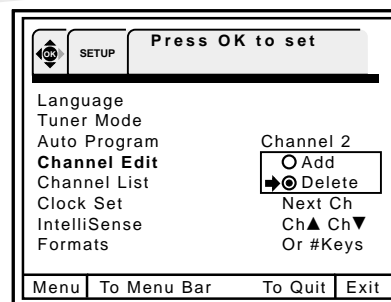 Press OK to set
OK SETUP
Language
Tuner Mode
Auto Program Channel 2
Channel Edit Add
Channel List Delete
Clock Set Next Ch
IntelliSense Ch▲ Ch▼
Formats Or #Keys
Menu To Menu Bar To Quit Exit